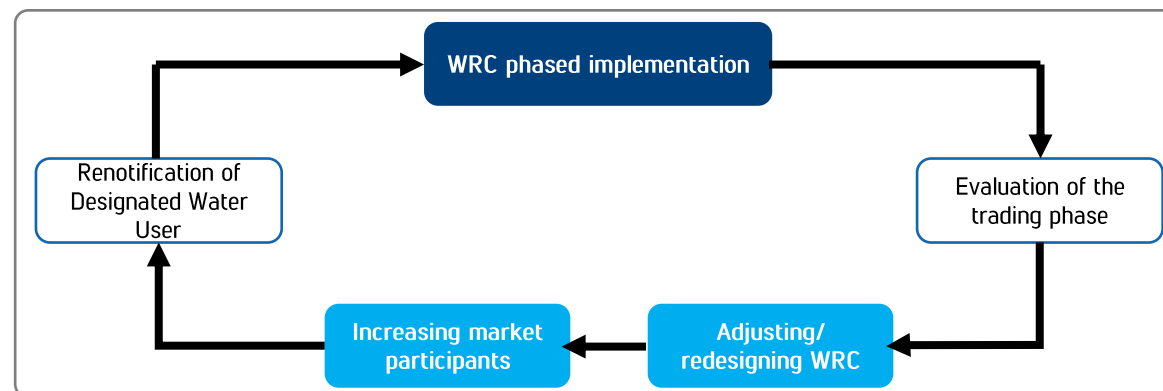 WRC phased implementation
Renotification of
Designated Water
User
Evaluation of the
trading phase
Increasing market
participants
Adjusting/
redesigning WRC